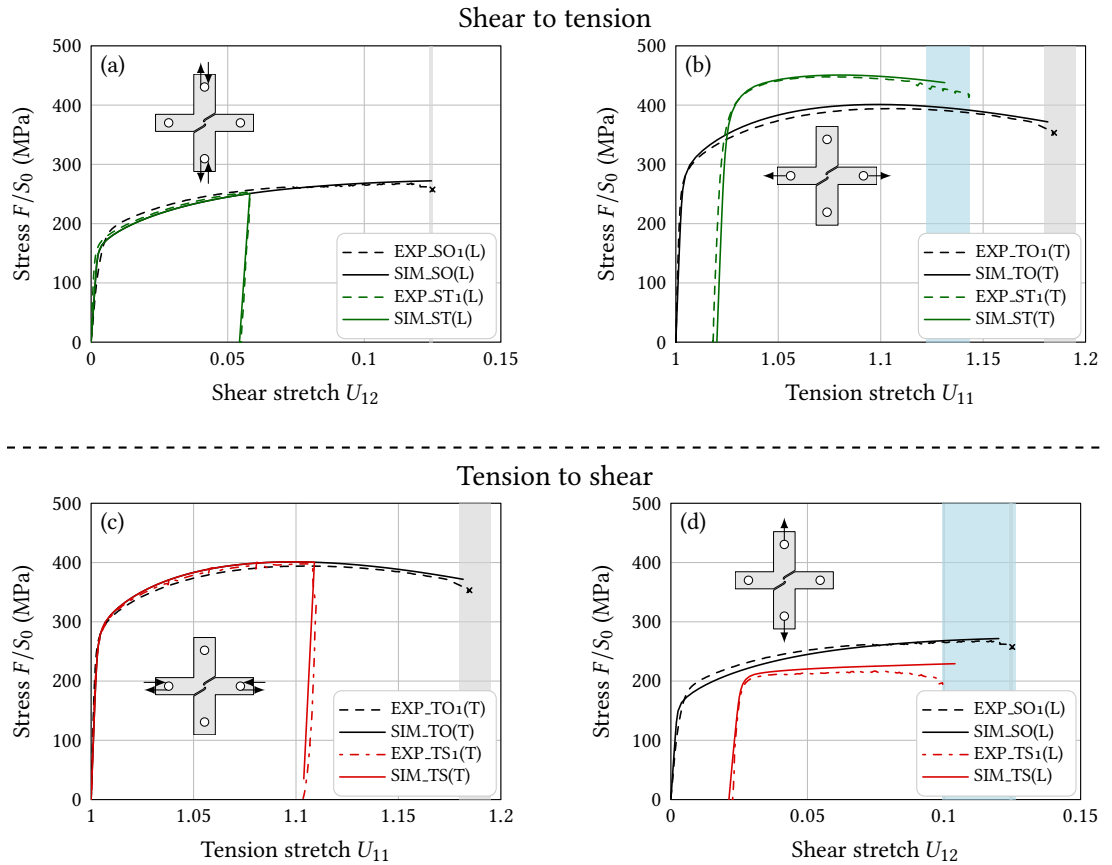 Shear to tension
(a)
Stress F/S0 (MPa)
500
400
300
200
100
0
EXP_SO1(L)
SIM_SO(L)
EXP_ST1(L)
SIM_ST(L)
0 0.05 0.1 0.15
Shear stretch U12
(b)
Stress F/S0 (MPa)
500
400
300
200
100
0
EXP_TO1(T)
SIM_TO(T)
EXP_ST1(T)
SIM_ST(T)
1 1.05 1.1 1.15 1.2
Tension stretch U11
Tension to shear
(c)
Stress F/S0 (MPa)
500
400
300
200
100
0
EXP_TO1(T)
SIM_TO(T)
EXP_TS1(T)
SIM_TS(T)
1 1.05 1.1 1.15 1.2
Tension stretch U11
(d)
Stress F/S0 (MPa)
500
400
300
200
100
0
EXP_SO1(L)
SIM_SO(L)
EXP_TS1(L)
SIM_TS(L)
0 0.05 0.1 0.15
Shear stretch U12